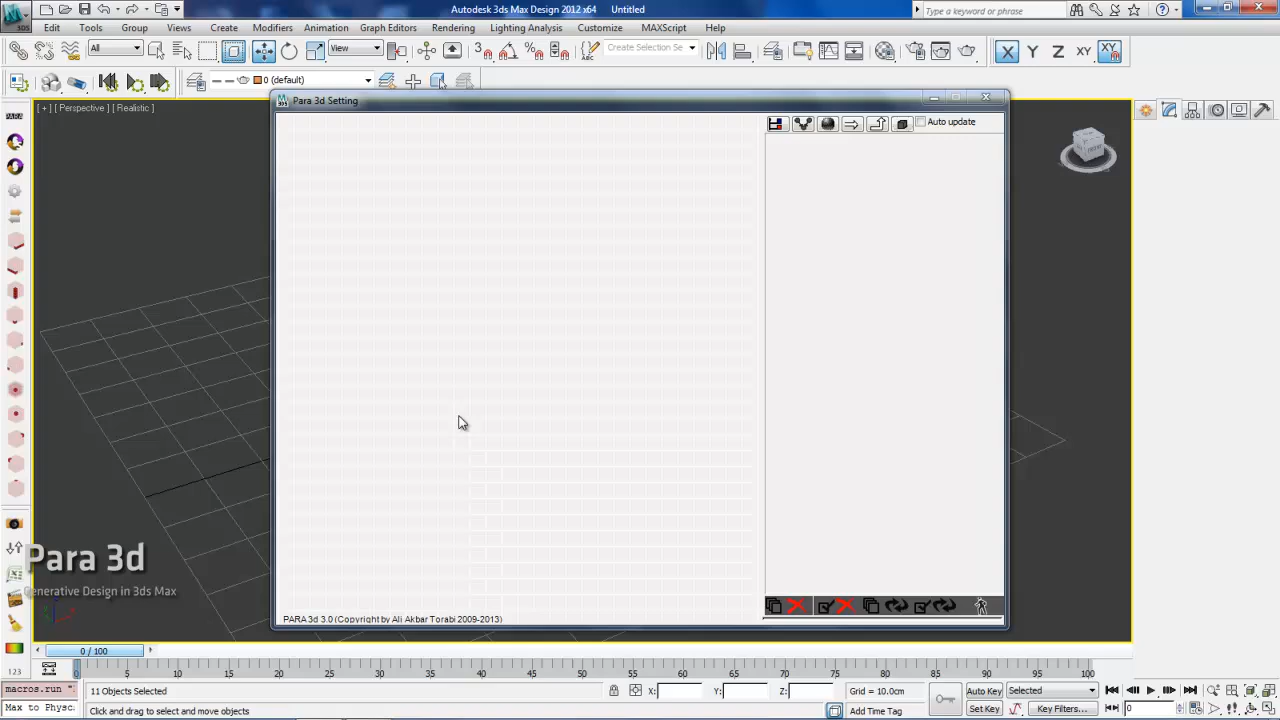 Autodesk 3ds Max Design 2012 x64 Untitled
Type a keyword or phrase
Edit Tools Group Views Create Modifiers Animation Graph Editors Rendering Lighting Analysis Customize MAXScript Help
All View 3 Create Selection Se X Y Z XY XY
0 (default)
[ + ] [ Perspective ] [ Realistic ]
Para 3d Setting
PARA
Auto update
Para 3d
Generative Design in 3ds Max
PARA 3d 3.0 (Copyright by Ali Akbar Torabi 2009-2013)
0 / 100
123
0 5 10 15 20 25 30 35 40 45 50 55 60 65 70 75 80 85 90 95 100
macros.run "
11 Objects Selected
X: Y: Z: Grid = 10.0cm
Auto Key Selected
Max to Physc
Click and drag to select and move objects
Add Time Tag
Set Key Key Filters... 0